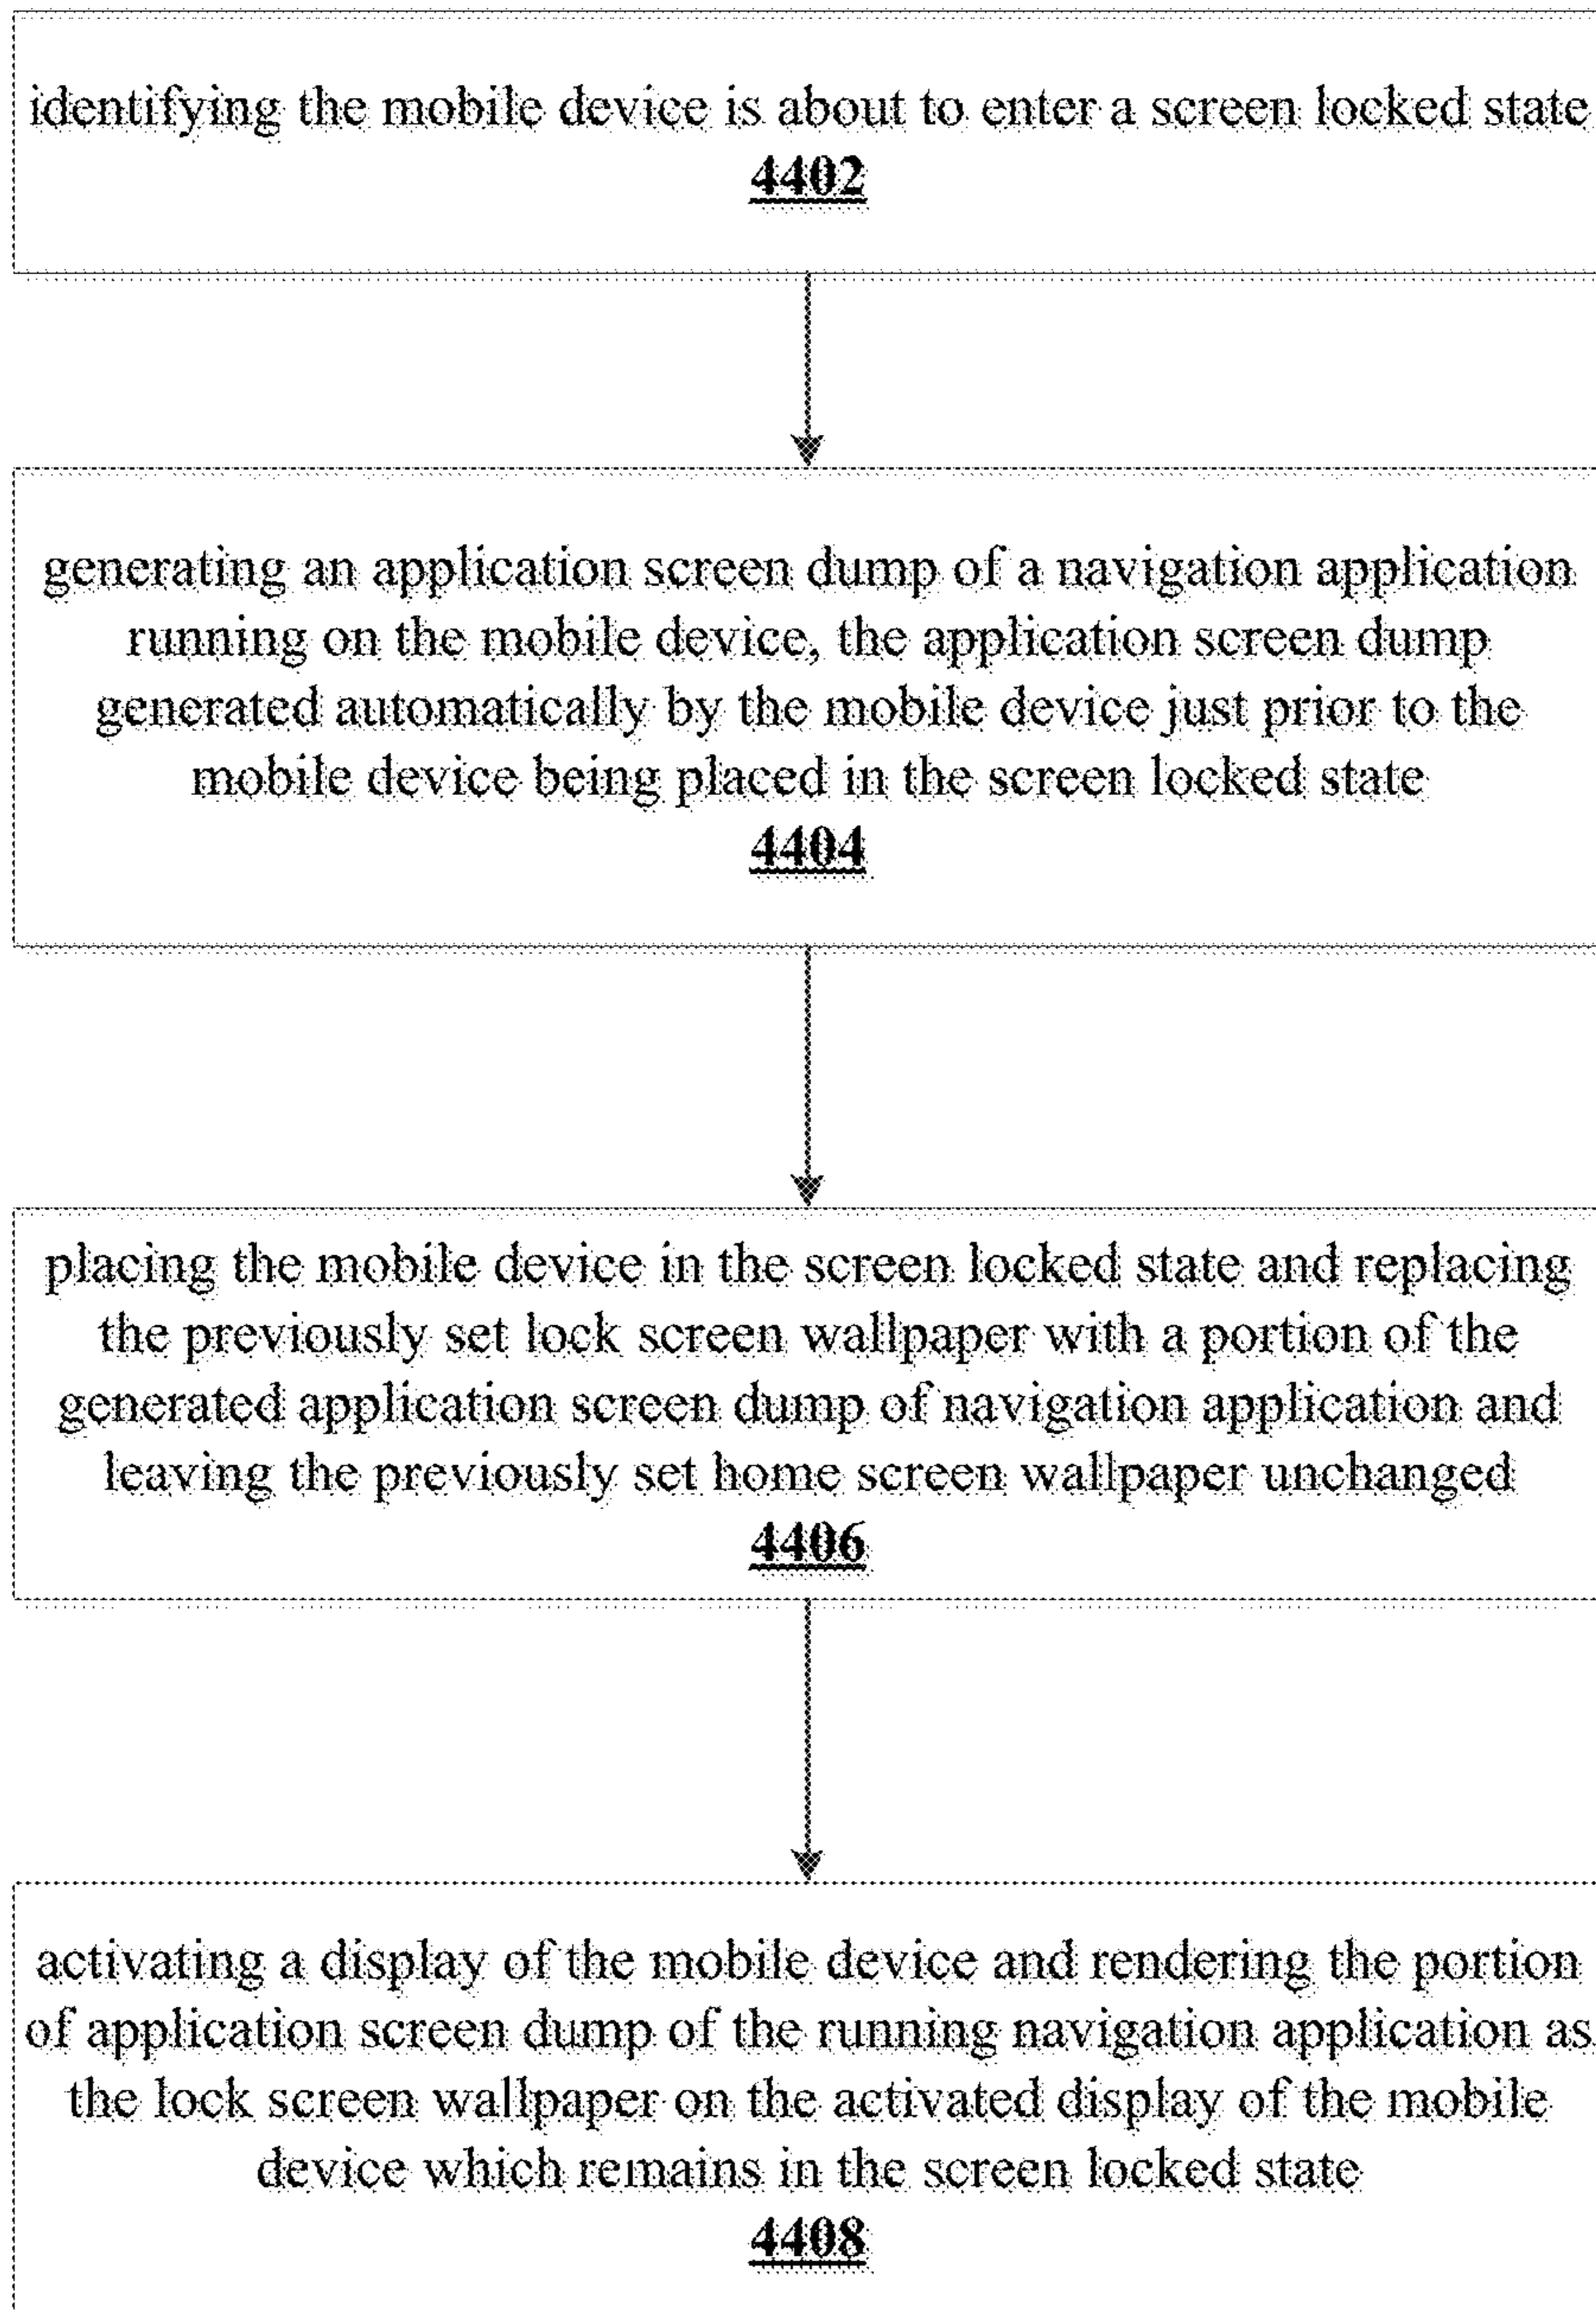 identifying the mobile device is about to enter a screen locked state
4402
generating an application screen dump of a navigation application
running on the mobile device, the application screen dump
generated automatically by the mobile device just prior to the
mobile device being placed in the screen locked state
4404
placing the mobile device in the screen locked state and replacing
the previously set lock screen wallpaper with a portion of the
generated application screen dump of navigation application and
leaving the previously set home screen wallpaper unchanged
4406
activating a display of the mobile device and rendering the portion
of application screen dump of the running navigation application as
the lock screen wallpaper on the activated display of the mobile
device which remains in the screen locked state
4408